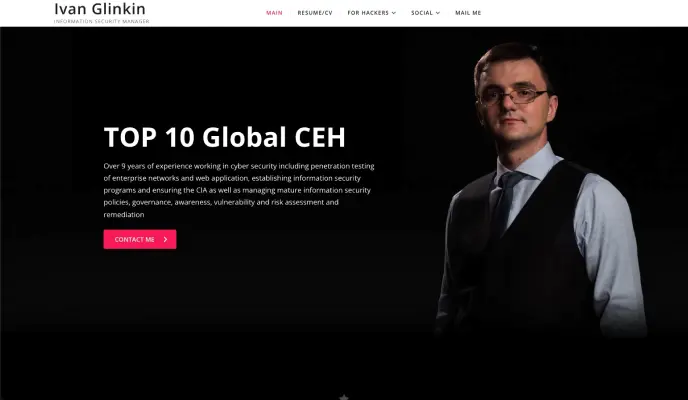 Ivan Glinkin
INFORMATION SECURITY MANAGER
MAIN
RESUME/CV
FOR HACKERS
SOCIAL
MAIL ME
TOP 10 Global CEH
Over 9 years of experience working in cyber security including penetration testing
of enterprise networks and web application, establishing information security
programs and ensuring the CIA as well as managing mature information security
policies, governance, awareness, vulnerability and risk assessment and
remediation
CONTACT ME